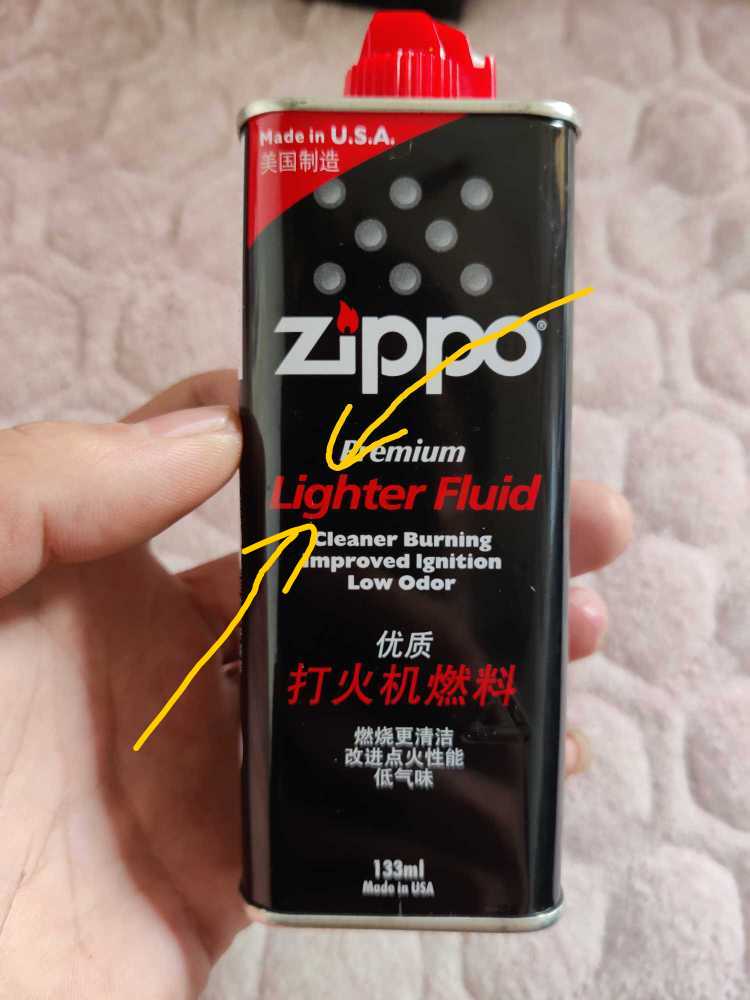 Made in U.S.A.
美国制造
zippo®
Premium
Lighter Fluid
Cleaner Burning
Improved Ignition
Low Odor
优质
打火机燃料
燃烧更清洁
改进点火性能
低气味
133ml
Made in USA